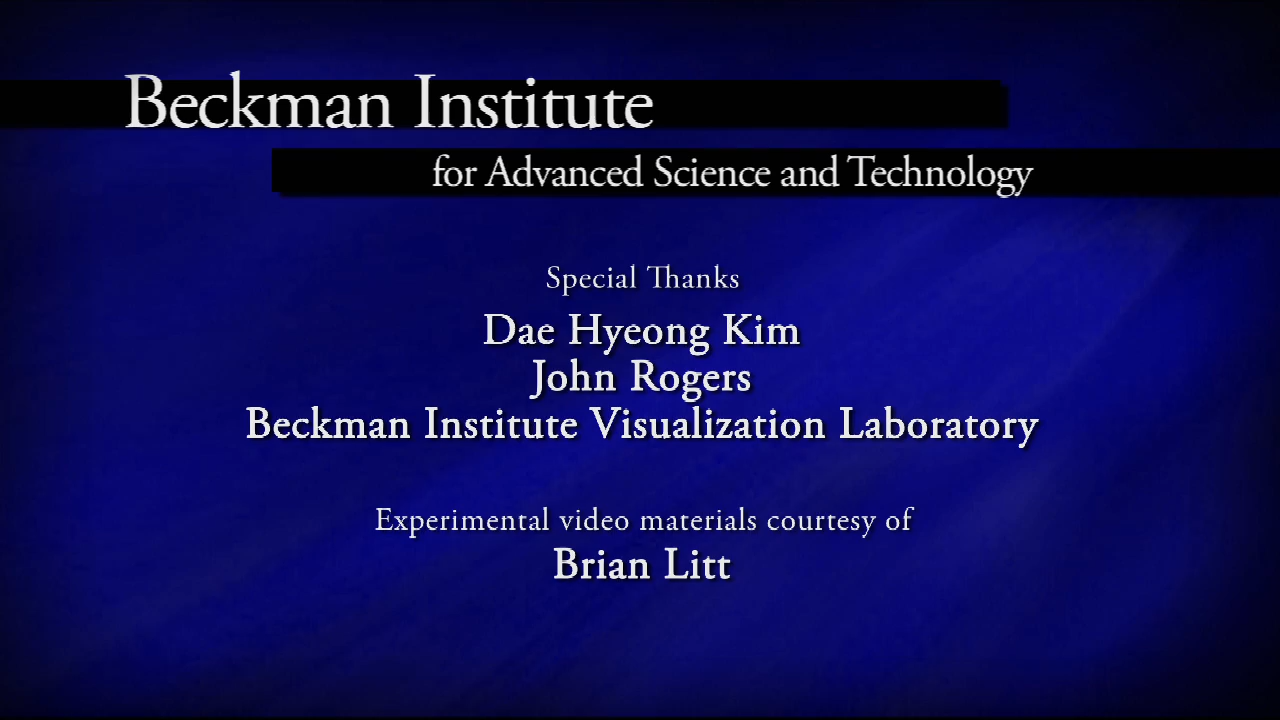 Beckman Institute
for Advanced Science and Technology
Special Thanks
Dae Hyeong Kim
John Rogers
Beckman Institute Visualization Laboratory
Experimental video materials courtesy of
Brian Litt